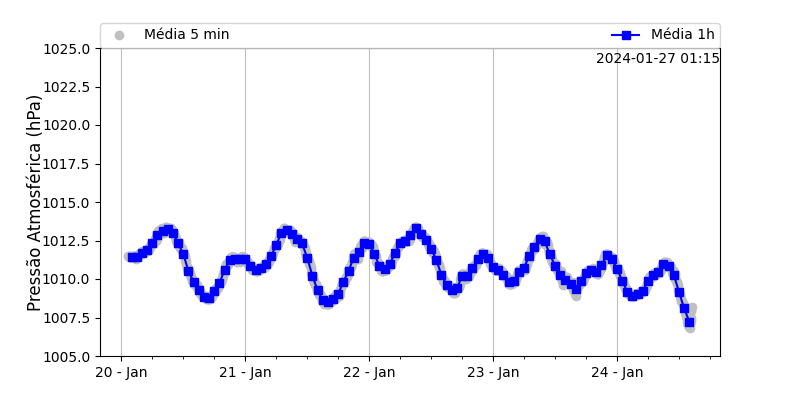 Média 5 min
Média 1h
2024-01-27 01:15
Pressão Atmosférica (hPa)
1025.0
1022.5
1020.0
1017.5
1015.0
1012.5
1010.0
1007.5
1005.0
20 - Jan
21 - Jan
22 - Jan
23 - Jan
24 - Jan